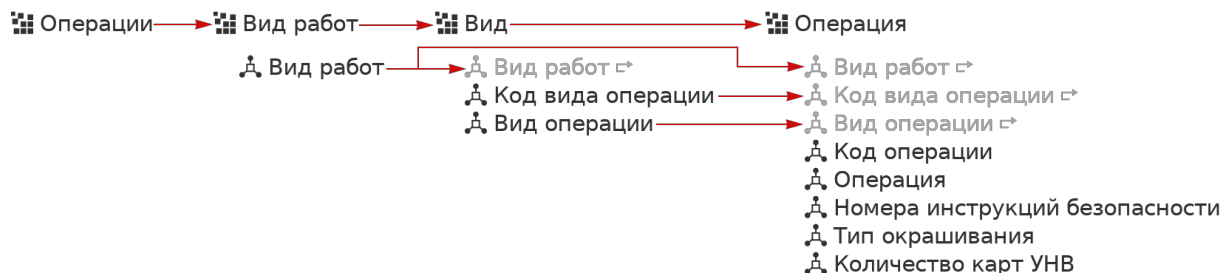 Операции Вид работ Вид Операция
Вид работ Вид работ Вид работ
Код вида операции Код вида операции
Вид операции Вид операции
Код операции
Операция
Номера инструкций безопасности
Тип окрашивания
Количество карт УНВ